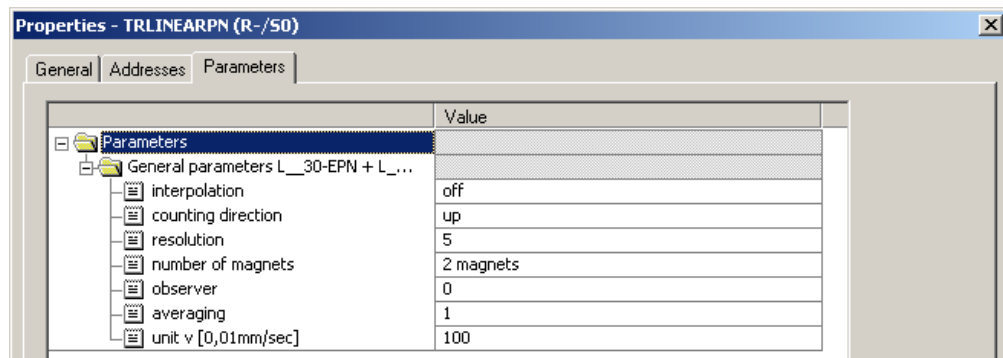 Properties - TRLINEARPN (R-/S0)
General Addresses Parameters
Value
Parameters
General parameters L__30-EPN + L_...
interpolation off
counting direction up
resolution 5
number of magnets 2 magnets
observer 0
averaging 1
unit v [0,01mm/sec] 100